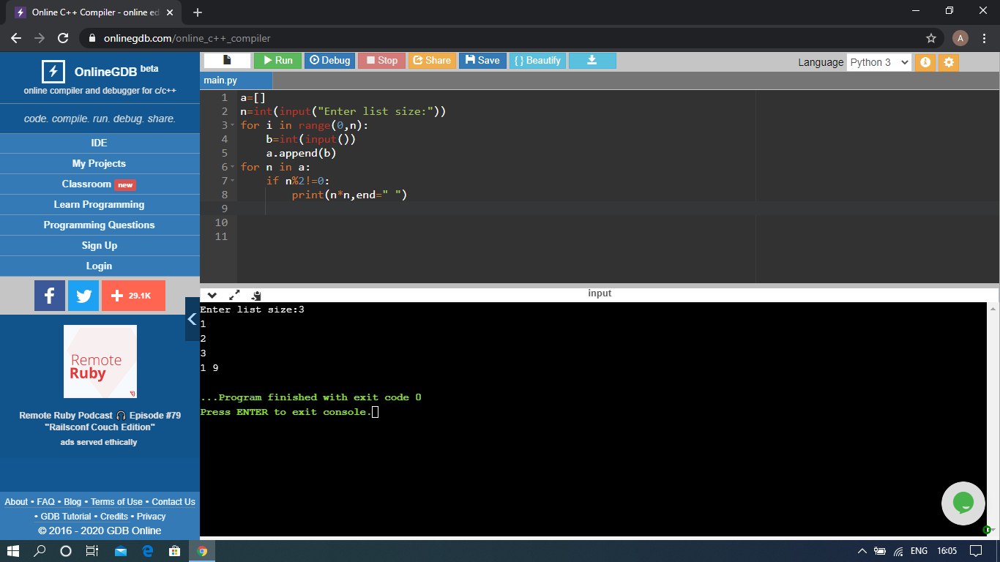 Online C++ Compiler - online ed
onlinegdb.com/online_c++_compiler
A
OnlineGDB beta
online compiler and debugger for c/c++
code. compile. run. debug. share.
IDE
My Projects
Classroom new
Learn Programming
Programming Questions
Sign Up
Login
f
29.1K
Remote
Ruby
Remote Ruby Podcast 🎧 Episode #79
"Railsconf Couch Edition"
ads served ethically
About • FAQ • Blog • Terms of Use • Contact Us
• GDB Tutorial • Credits • Privacy
© 2016 - 2020 GDB Online
Run Debug Stop Share Save { } Beautify
Language Python 3
main.py
1 a=[]
2 n=int(input("Enter list size:"))
3 for i in range(0,n):
4     b=int(input())
5     a.append(b)
6 for n in a:
7     if n%2!=0:
8         print(n*n,end=" ")
9
10
11
input
Enter list size:3
1
2
3
1 9
...Program finished with exit code 0
Press ENTER to exit console.
ENG 16:05